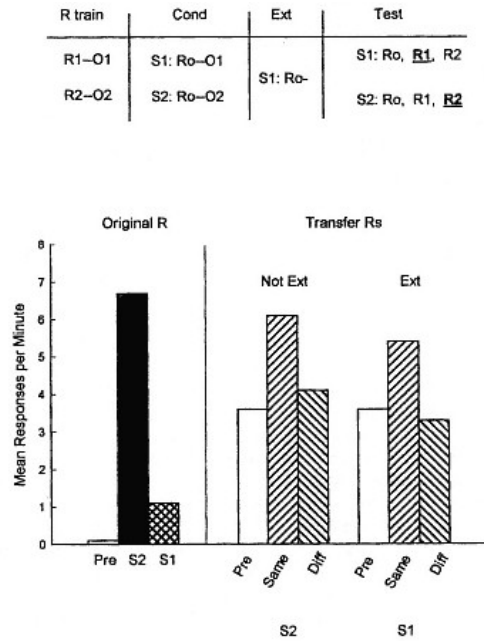 R train Cond Ext Test
R1–O1 S1: Ro–O1 S1: Ro, R1, R2
S1: Ro-
R2–O2 S2: Ro–O2 S2: Ro, R1, R2
Original R Transfer Rs
8
Not Ext Ext
7
6
5
4
3
2
1
0
Mean Responses per Minute
Pre S2 S1 Pre Same Diff Pre Same Diff
S2 S1